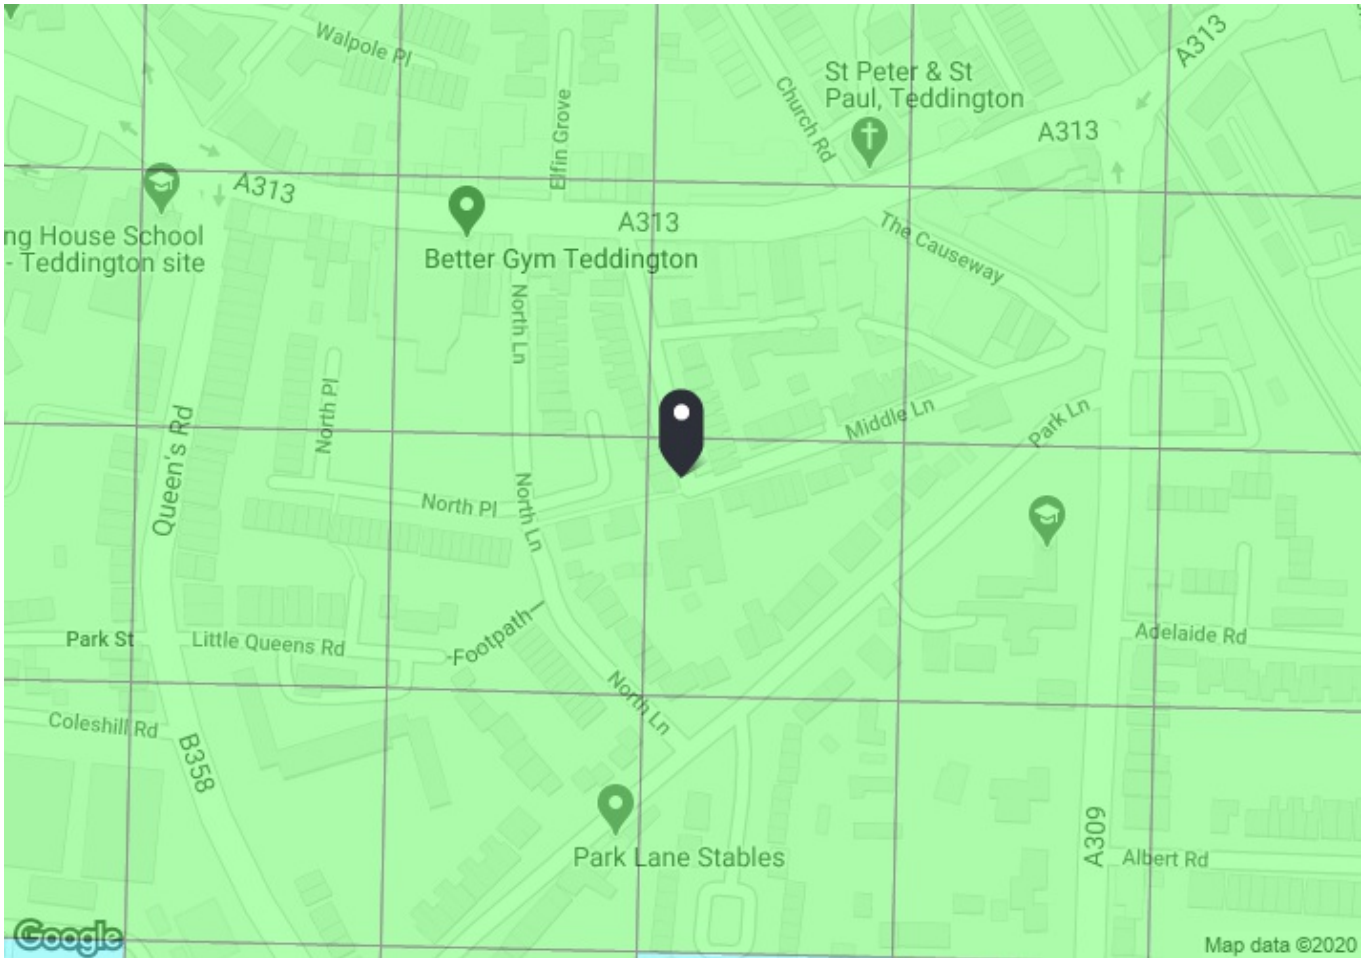 Walpole Pl
Elfin Grove
Church Rd
St Peter & St
Paul, Teddington
A313
A313
A313
A313
ng House School
- Teddington site
Better Gym Teddington
The Causeway
North Ln
North Pl
Queen's Rd
Middle Ln
Park Ln
North Pl
North Ln
Footpath
Park St
Little Queens Rd
Adelaide Rd
North Ln
Coleshill Rd
B358
Park Lane Stables
A309
Albert Rd
Google
Map data ©2020